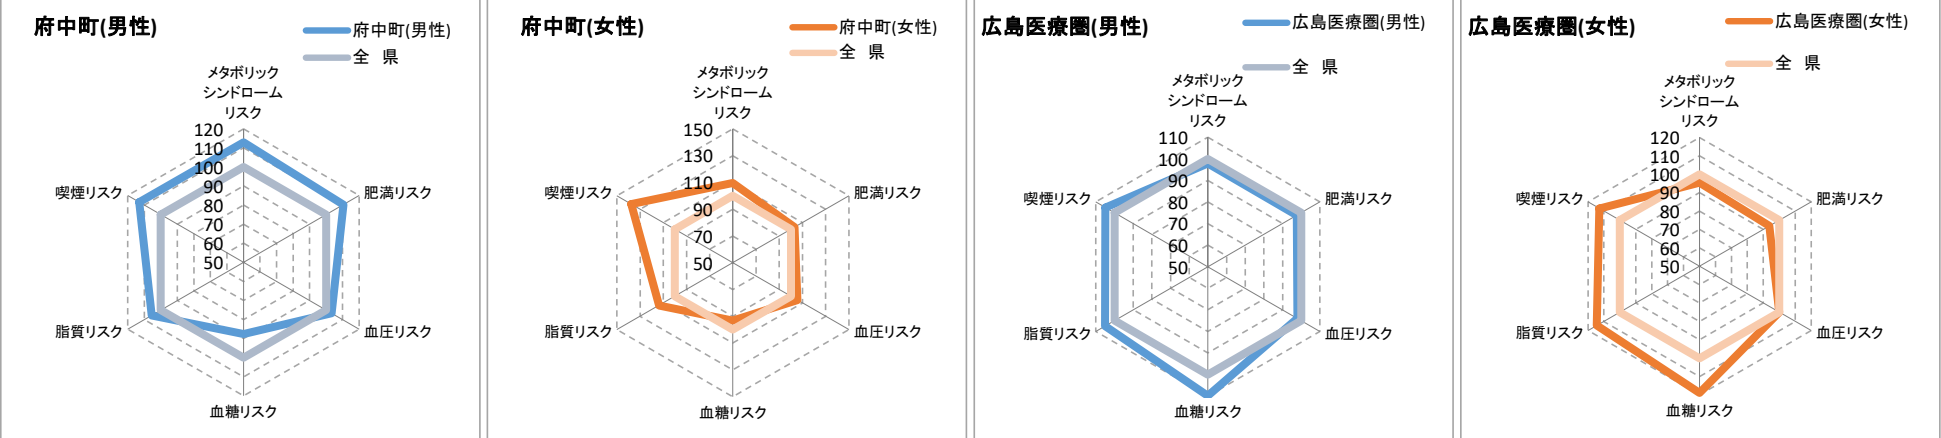 府中町(男性)
府中町(男性)
全 県
メタボリック
シンドローム
リスク
120
110
100
90
80
70
60
50
喫煙リスク
肥満リスク
脂質リスク
血圧リスク
血糖リスク
府中町(女性)
府中町(女性)
全 県
メタボリック
シンドローム
リスク
150
130
110
90
70
50
喫煙リスク
肥満リスク
脂質リスク
血圧リスク
血糖リスク
広島医療圏(男性)
広島医療圏(男性)
全 県
メタボリック
シンドローム
リスク
110
100
90
80
70
60
50
喫煙リスク
肥満リスク
脂質リスク
血圧リスク
血糖リスク
広島医療圏(女性)
広島医療圏(女性)
全 県
メタボリック
シンドローム
リスク
120
110
100
90
80
70
60
50
喫煙リスク
肥満リスク
脂質リスク
血圧リスク
血糖リスク